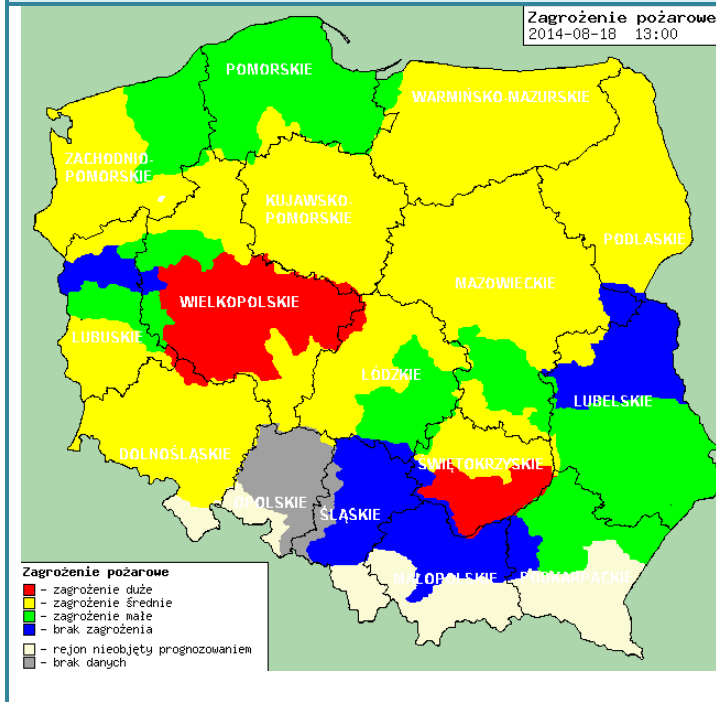 Zagrożenie pożarowe
2014-08-18 13:00
POMORSKIE
WARMIŃSKO-MAZURSKIE
ZACHODNIO-
POMORSKIE
KUJAWSKO-
POMORSKIE
PODLASKIE
MAZOWIECKIE
WIELKOPOLSKIE
LUBUSKIE
ŁÓDZKIE
LUBELSKIE
DOLNOŚLĄSKIE
ŚWIĘTOKRZYSKIE
OPOLSKIE
ŚLĄSKIE
MAŁOPOLSKIE
PODKARPACKIE
Zagrożenie pożarowe
- zagrożenie duże
- zagrożenie średnie
- zagrożenie małe
- brak zagrożenia
- rejon nieobjęty prognozowaniem
- brak danych